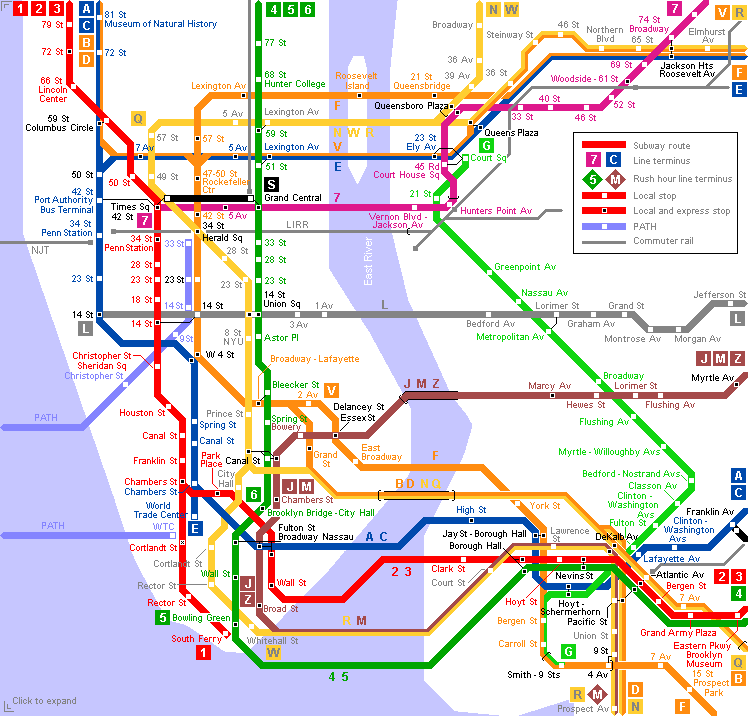 1 2 3
A
C
B
D
81 St
Museum of Natural History
79 St
72 St
72 St
66 St
Lincoln
Center
59 St
Columbus Circle
4 5 6
77 St
68 St
Hunter College
N W
Broadway
Steinway St
36 Av
39 Av
46 St
Northern
Blvd
65 St
74 St
Broadway
7
V R
Elmhurst
Av
F
E
69 St
Jackson Hts
Roosevelt Av
Woodside - 61 St
52 St
40 St
33 St
46 St
Roosevelt
Island
21 St
Queensbridge
Queensboro Plaza
Queens Plaza
Lexington Av
F
Q
5 Av
Lexington Av
59 St
N W R
V
E
57 St
57 St
7 Av
5 Av
Lexington Av
51 St
23 St
Ely Av
G
Court Sq
45 Rd
Court House Sq
50 St
50 St
49 St
47-50 St
Rockefeller
Ctr
S
Grand Central
7
42 St
Port Authority
Bus Terminal
Times Sq
42 St
7
42 St
5 Av
21 St
Hunters Point Av
Vernon Blvd -
Jackson Av
LIRR
34 St
Penn Station
34 St
Penn Station
33 St
34 St
Herald Sq
33 St
28 St
28 St
28 St
NJT
23 St
23 St
23 St
23 St
23 St
East River
18 St
14 St
14 St
Union Sq
14 St
L
14 St
14 St
L
1 Av
3 Av
Bedford Av
Lorimer St
Graham Av
Grand St
Montrose Av
Morgan Av
Jefferson St
L
Greenpoint Av
Nassau Av
Metropolitan Av
9 St
W 4 St
8 St
NYU
Astor Pl
Broadway - Lafayette
Bleecker St
V
2 Av
Christopher St
Sheridan Sq
Christopher St
PATH
Houston St
Spring St
Prince St
Spring St
Bowery
Delancey St
Essex St
J M Z
Marcy Av
Hewes St
Lorimer St
Flushing Av
J M Z
Myrtle Av
Broadway
Flushing Av
Canal St
Canal St
Canal St
Grand
St
East
Broadway
F
Franklin St
Park
Place
City
Hall
Chambers St
Chambers St
J M
Chambers St
B D N Q
Myrtle - Willoughby Avs
Bedford - Nostrand Avs
Classon Av
Clinton -
Washington
Avs
Fulton St
A
C
Franklin Av
Clinton -
Washington
Avs
Lafayette Av
World
Trade Center
E
6
Brooklyn Bridge - City Hall
PATH
WTC
Cortlandt St
Cortlandt St
Fulton St
Broadway Nassau
A C
High St
York St
Jay St - Borough Hall
Borough Hall
Lawrence
St
DeKalb Av
Rector St
Rector St
Wall St
Wall St
J
Z
Broad St
2 3
Clark St
Court St
Nevins St
Atlantic Av
Bergen St
2 3
4
5
Bowling Green
South Ferry
1
Whitehall St
W
R M
4 5
Hoyt St
Hoyt -
Schermerhorn
Pacific St
Bergen St
Carroll St
G
Union St
9 St
Smith - 9 Sts
4 Av
R
M
Prospect Av
D
N
7 Av
Grand Army Plaza
Eastern Pkwy
Brooklyn
Museum
Q
B
7 Av
15 St
Prospect
Park
F
Subway route
7 C Line terminus
5 M Rush hour line terminus
Local stop
Local and express stop
PATH
Commuter rail
Click to expand